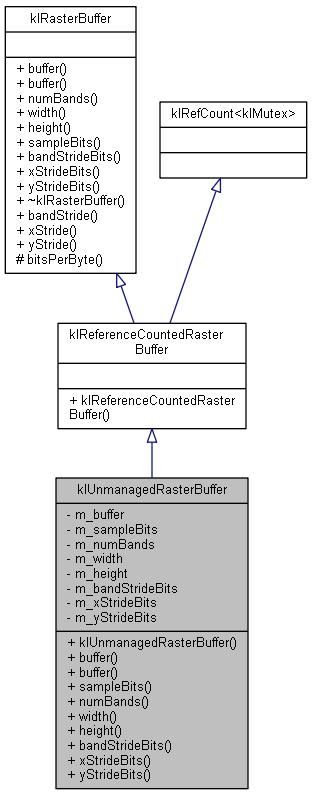 klRasterBuffer
+ buffer()
+ buffer()
+ numBands()
+ width()
+ height()
+ sampleBits()
+ bandStrideBits()
+ xStrideBits()
+ yStrideBits()
+ ~klRasterBuffer()
+ bandStride()
+ xStride()
+ yStride()
# bitsPerByte()
klRefCount<klMutex>
klReferenceCountedRaster
Buffer
+ klReferenceCountedRaster
Buffer()
klUnmanagedRasterBuffer
- m_buffer
- m_sampleBits
- m_numBands
- m_width
- m_height
- m_bandStrideBits
- m_xStrideBits
- m_yStrideBits
+ klUnmanagedRasterBuffer()
+ buffer()
+ buffer()
+ sampleBits()
+ numBands()
+ width()
+ height()
+ bandStrideBits()
+ xStrideBits()
+ yStrideBits()